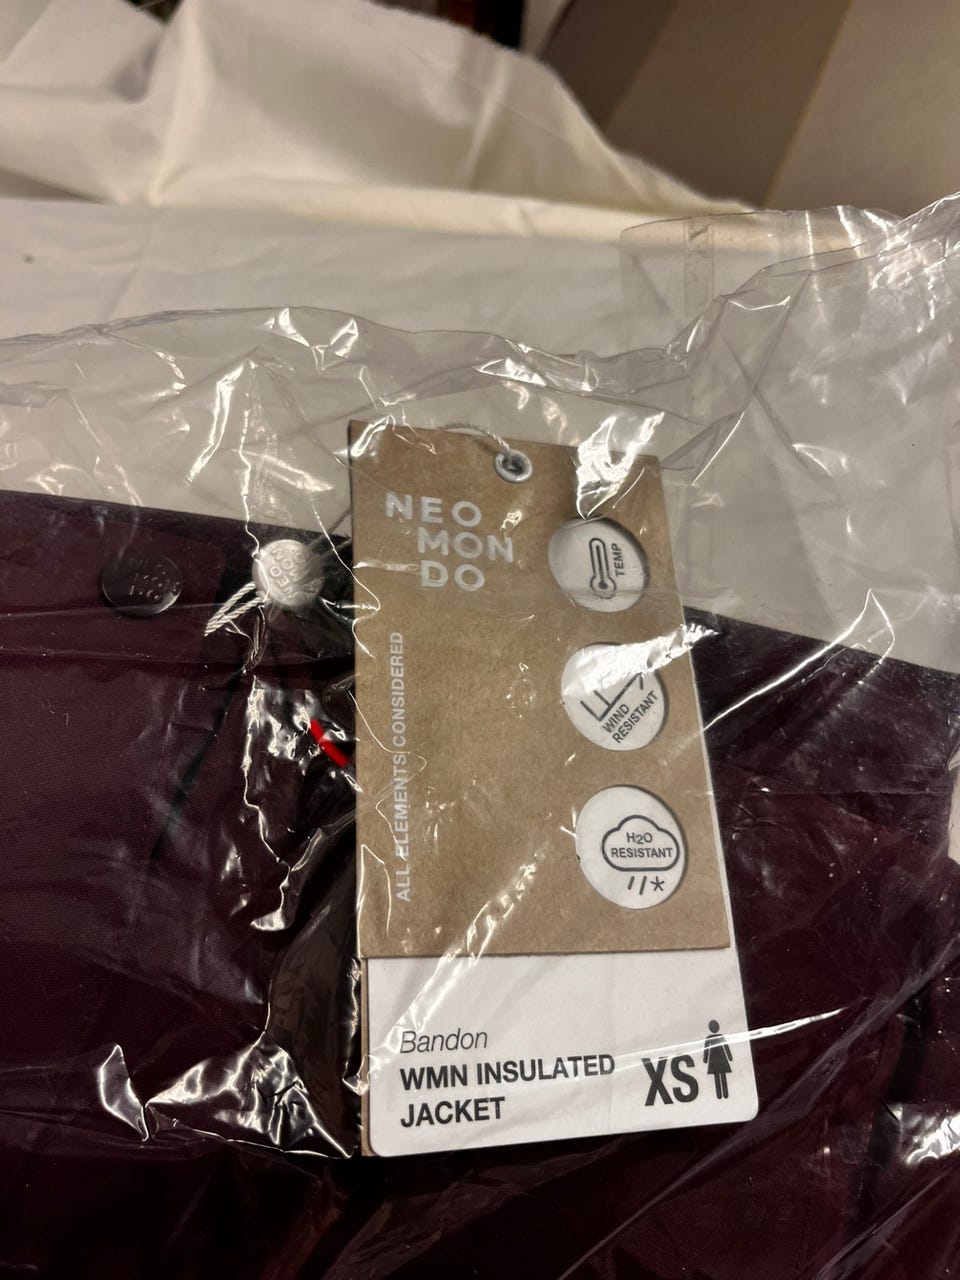 NEO
MON
DO
ALL ELEMENTS CONSIDERED
TEMP
WIND
RESISTANT
H2O
RESISTANT
Bandon
WMN INSULATED
JACKET
XS